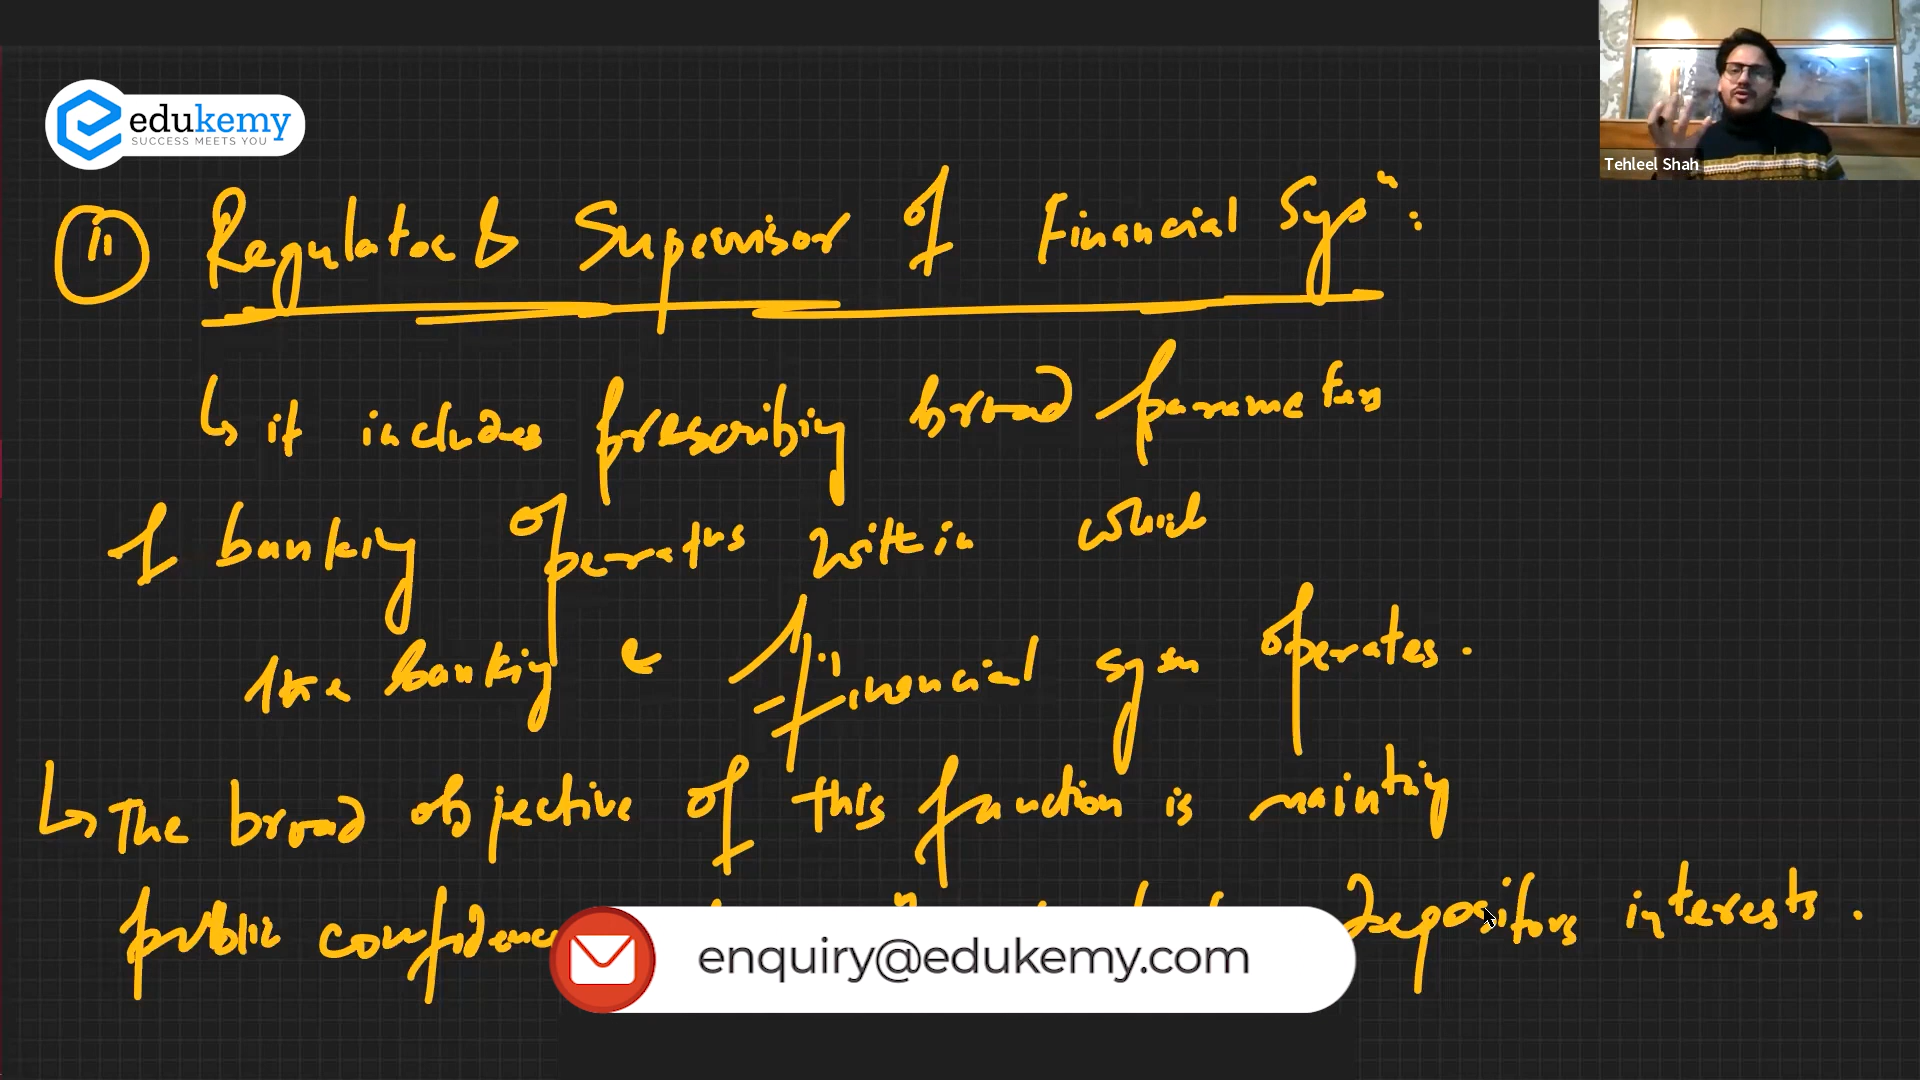 edukemy
SUCCESS MEETS YOU
Tehleel Shah
ii Regulator & Supervisor of Financial Sysⁿ:
↳ it includes prescribing broad parameters
of banking operatns within which
the banking & financial sysm operates.
↳ The broad objective of this function is maintaing
public confidence depositors interests.
enquiry@edukemy.com